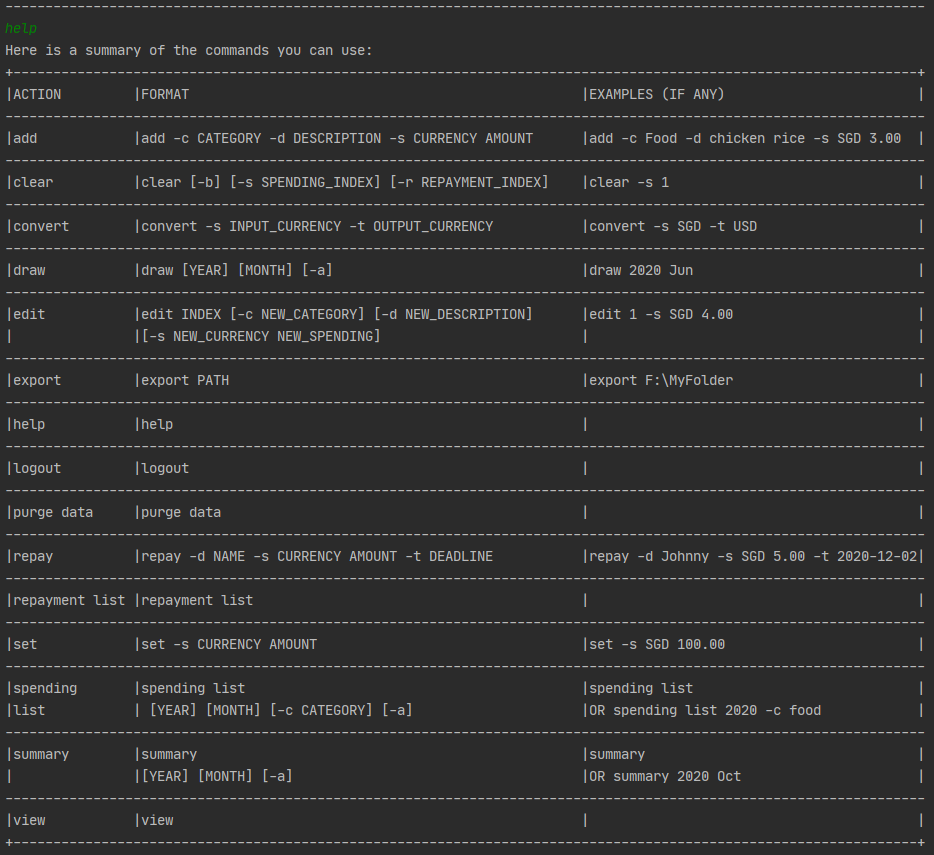 --------------------------------------------------------------------------------------------------------------------
help
Here is a summary of the commands you can use:
+-----------------------------------------------------------------------------------------------------------------+
|ACTION         |FORMAT                                                 |EXAMPLES (IF ANY)                        |
-------------------------------------------------------------------------------------------------------------------
|add            |add -c CATEGORY -d DESCRIPTION -s CURRENCY AMOUNT      |add -c Food -d chicken rice -s SGD 3.00  |
-------------------------------------------------------------------------------------------------------------------
|clear          |clear [-b] [-s SPENDING_INDEX] [-r REPAYMENT_INDEX]    |clear -s 1                               |
-------------------------------------------------------------------------------------------------------------------
|convert        |convert -s INPUT_CURRENCY -t OUTPUT_CURRENCY           |convert -s SGD -t USD                    |
-------------------------------------------------------------------------------------------------------------------
|draw           |draw [YEAR] [MONTH] [-a]                               |draw 2020 Jun                            |
-------------------------------------------------------------------------------------------------------------------
|edit           |edit INDEX [-c NEW_CATEGORY] [-d NEW_DESCRIPTION]      |edit 1 -s SGD 4.00                       |
|               |[-s NEW_CURRENCY NEW_SPENDING]                         |                                         |
-------------------------------------------------------------------------------------------------------------------
|export         |export PATH                                            |export F:\MyFolder                       |
-------------------------------------------------------------------------------------------------------------------
|help           |help                                                   |                                         |
-------------------------------------------------------------------------------------------------------------------
|logout         |logout                                                 |                                         |
-------------------------------------------------------------------------------------------------------------------
|purge data     |purge data                                             |                                         |
-------------------------------------------------------------------------------------------------------------------
|repay          |repay -d NAME -s CURRENCY AMOUNT -t DEADLINE           |repay -d Johnny -s SGD 5.00 -t 2020-12-02|
-------------------------------------------------------------------------------------------------------------------
|repayment list |repayment list                                         |                                         |
-------------------------------------------------------------------------------------------------------------------
|set            |set -s CURRENCY AMOUNT                                 |set -s SGD 100.00                        |
-------------------------------------------------------------------------------------------------------------------
|spending       |spending list                                          |spending list                            |
|list           | [YEAR] [MONTH] [-c CATEGORY] [-a]                     |OR spending list 2020 -c food            |
-------------------------------------------------------------------------------------------------------------------
|summary        |summary                                                |summary                                  |
|               |[YEAR] [MONTH] [-a]                                    |OR summary 2020 Oct                      |
-------------------------------------------------------------------------------------------------------------------
|view           |view                                                   |                                         |
+-----------------------------------------------------------------------------------------------------------------+